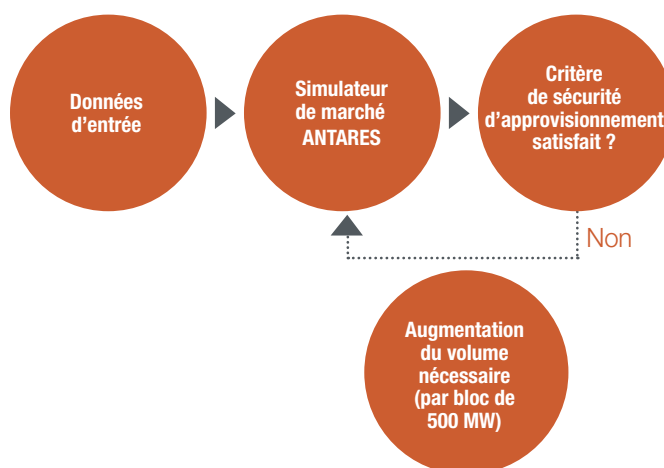 Données
d'entrée
Simulateur
de marché
ANTARES
Critère
de sécurité
d'approvisionnement
satisfait ?
Non
Augmentation
du volume
nécessaire
(par bloc de
500 MW)